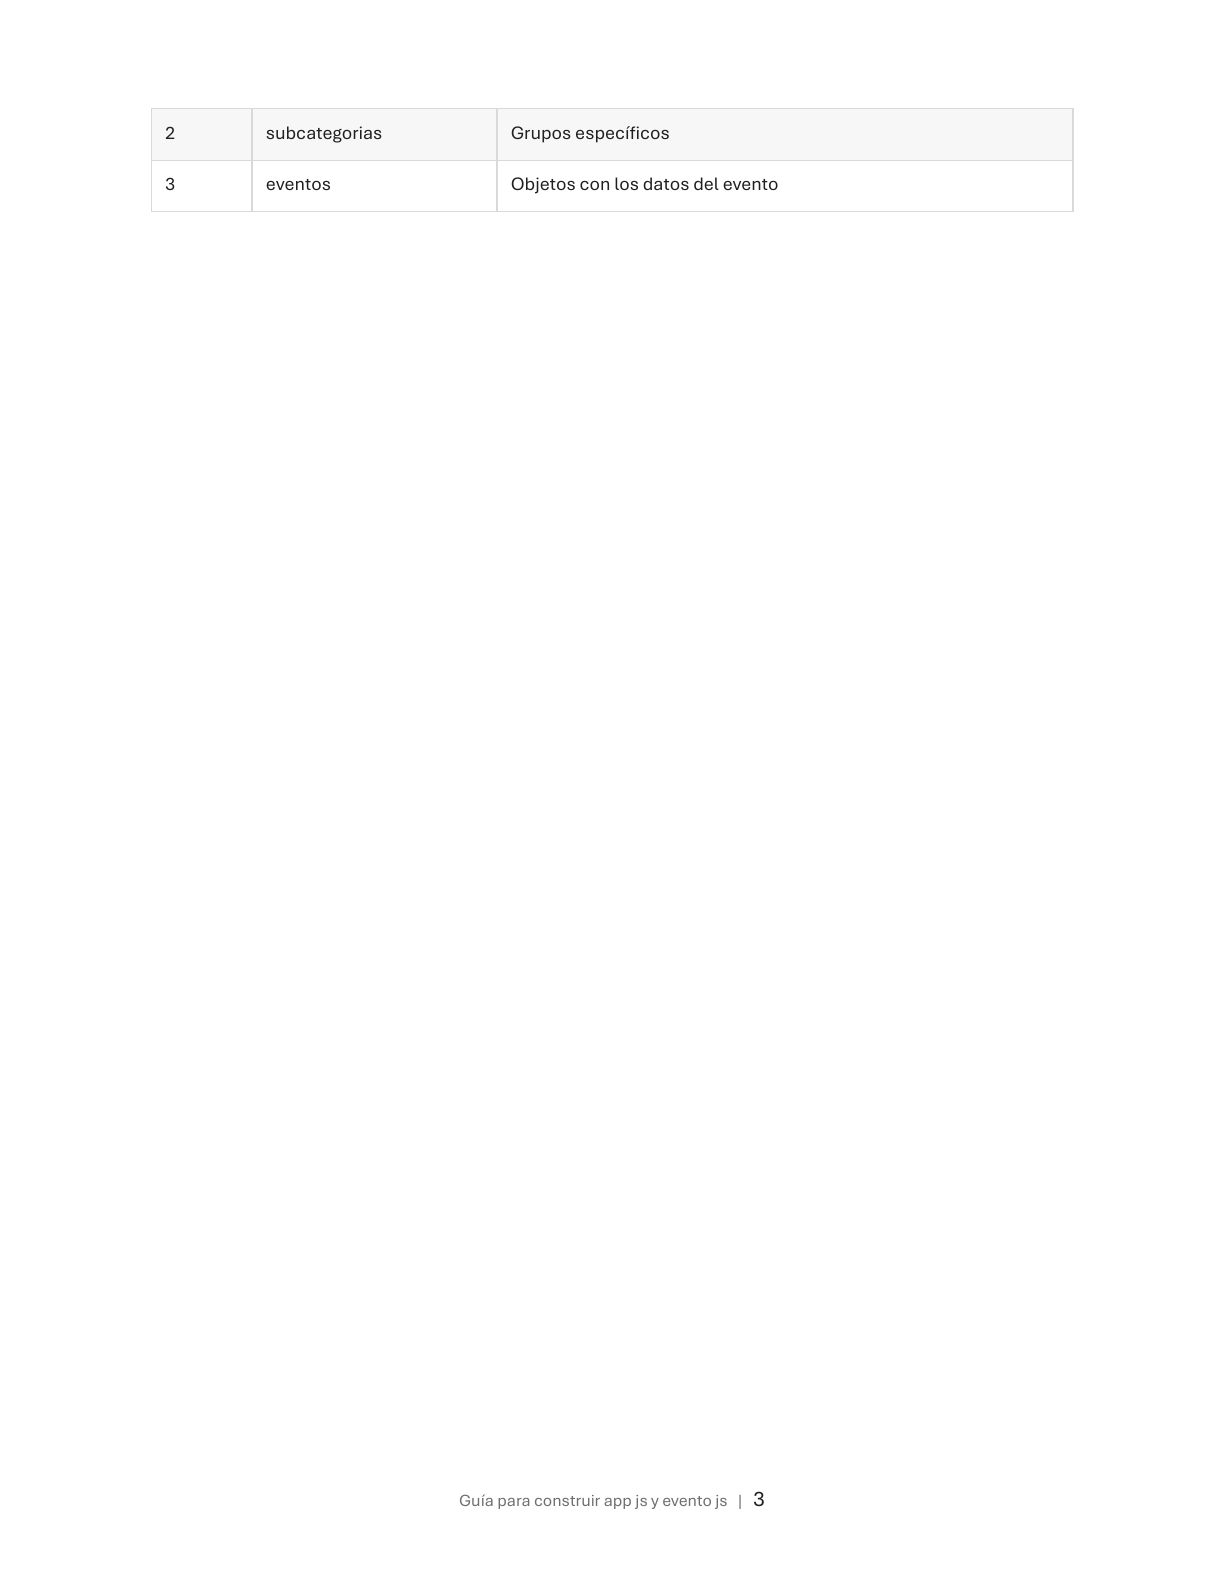 2 subcategorias Grupos específicos
3 eventos Objetos con los datos del evento
Guía para construir app js y evento js | 3